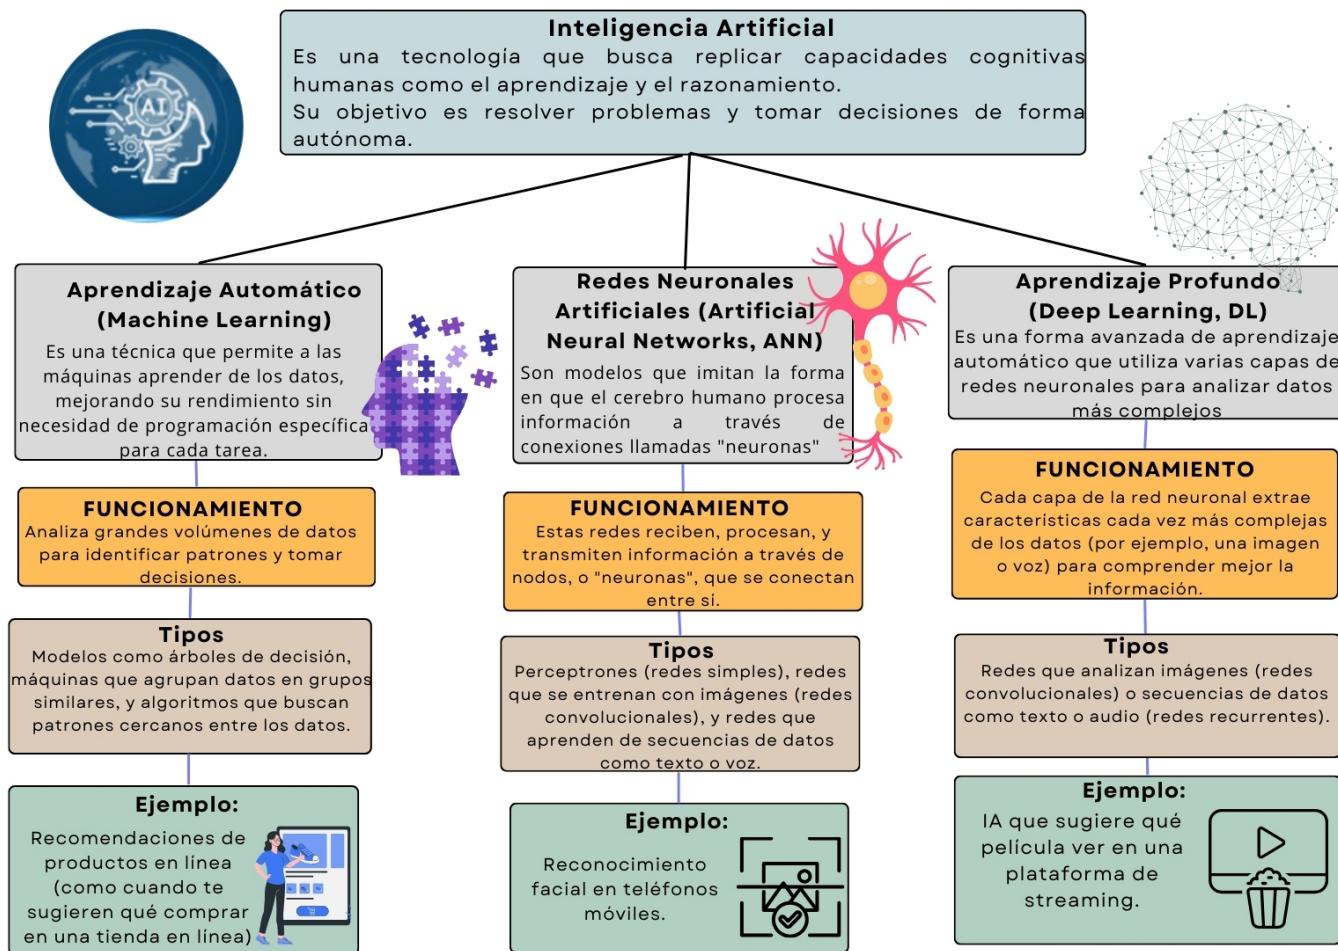 AI
Inteligencia Artificial
Es una tecnología que busca replicar capacidades cognitivas
humanas como el aprendizaje y el razonamiento.
Su objetivo es resolver problemas y tomar decisiones de forma
autónoma.
Aprendizaje Automático
(Machine Learning)
Es una técnica que permite a las
máquinas aprender de los datos,
mejorando su rendimiento sin
necesidad de programación específica
para cada tarea.
FUNCIONAMIENTO
Analiza grandes volúmenes de datos
para identificar patrones y tomar
decisiones.
Tipos
Modelos como árboles de decisión,
máquinas que agrupan datos en grupos
similares, y algoritmos que buscan
patrones cercanos entre los datos.
Ejemplo:
Recomendaciones de
productos en línea
(como cuando te
sugieren qué comprar
en una tienda en línea)
Redes Neuronales
Artificiales (Artificial
Neural Networks, ANN)
Son modelos que imitan la forma
en que el cerebro humano procesa
información a través de
conexiones llamadas "neuronas"
FUNCIONAMIENTO
Estas redes reciben, procesan, y
transmiten información a través de
nodos, o "neuronas", que se conectan
entre sí.
Tipos
Perceptrones (redes simples), redes
que se entrenan con imágenes (redes
convolucionales), y redes que
aprenden de secuencias de datos
como texto o voz.
Ejemplo:
Reconocimiento
facial en teléfonos
móviles.
Aprendizaje Profundo
(Deep Learning, DL)
Es una forma avanzada de aprendizaje
automático que utiliza varias capas de
redes neuronales para analizar datos
más complejos
FUNCIONAMIENTO
Cada capa de la red neuronal extrae
características cada vez más complejas
de los datos (por ejemplo, una imagen
o voz) para comprender mejor la
información.
Tipos
Redes que analizan imágenes (redes
convolucionales) o secuencias de datos
como texto o audio (redes recurrentes).
Ejemplo:
IA que sugiere qué
película ver en una
plataforma de
streaming.